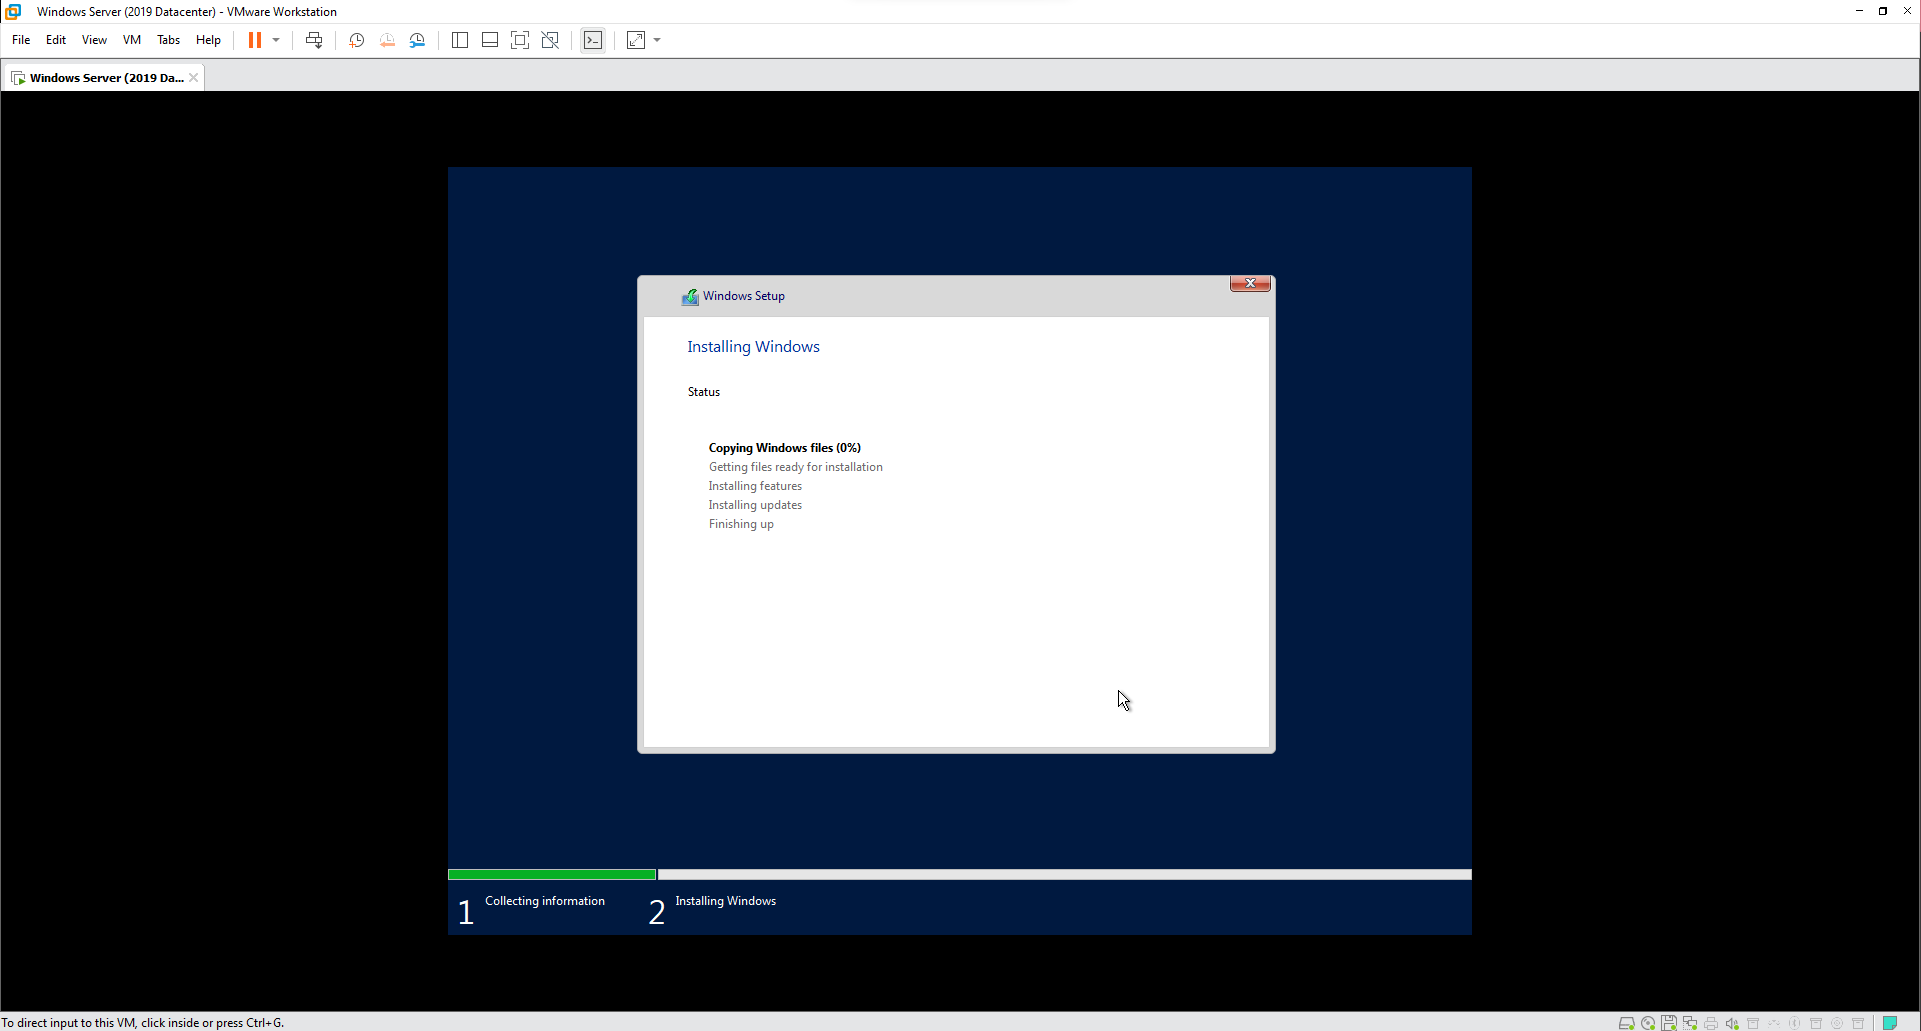 Windows Server (2019 Datacenter) - VMware Workstation
File Edit View VM Tabs Help
Windows Server (2019 Da...
Windows Setup
Installing Windows
Status
Copying Windows files (0%)
Getting files ready for installation
Installing features
Installing updates
Finishing up
1 Collecting information 2 Installing Windows
To direct input to this VM, click inside or press Ctrl+G.